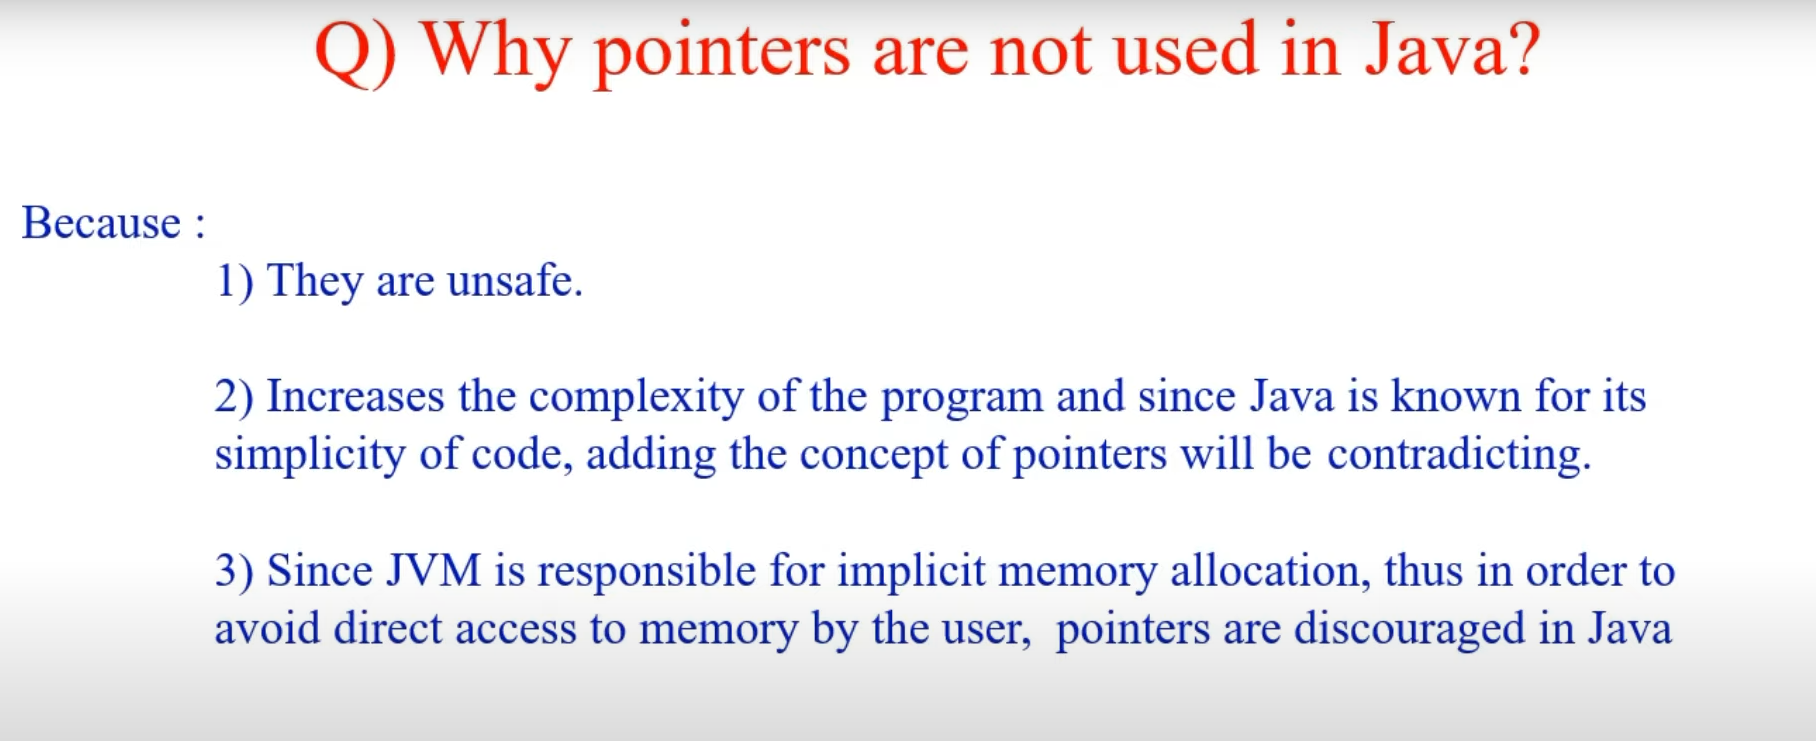 Q) Why pointers are not used in Java?
Because :
1) They are unsafe.
2) Increases the complexity of the program and since Java is known for its
simplicity of code, adding the concept of pointers will be contradicting.
3) Since JVM is responsible for implicit memory allocation, thus in order to
avoid direct access to memory by the user,  pointers are discouraged in Java